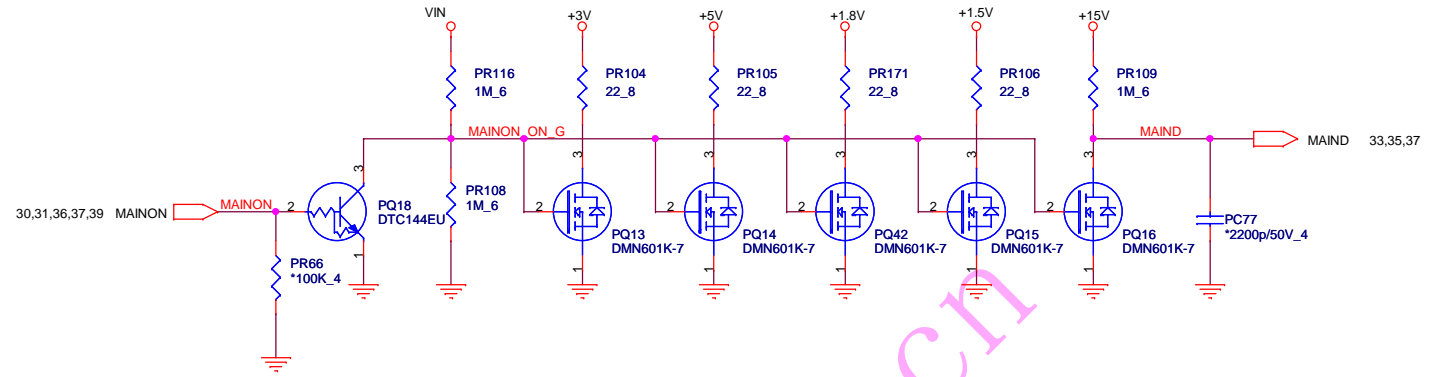 VIN
+3V
+5V
+1.8V
+1.5V
+15V
PR116
1M_6
PR104
22_8
PR105
22_8
PR171
22_8
PR106
22_8
PR109
1M_6
MAINON_ON_G
MAIND
MAIND 33,35,37
3
3
3
3
3
3
30,31,36,37,39 MAINON
MAINON
2
PQ18
DTC144EU
PR108
1M_6
2
2
2
2
2
PQ13
DMN601K-7
PQ14
DMN601K-7
PQ42
DMN601K-7
PQ15
DMN601K-7
PQ16
DMN601K-7
PC77
*2200p/50V_4
PR66
*100K_4
1
1
1
1
1
1
cn